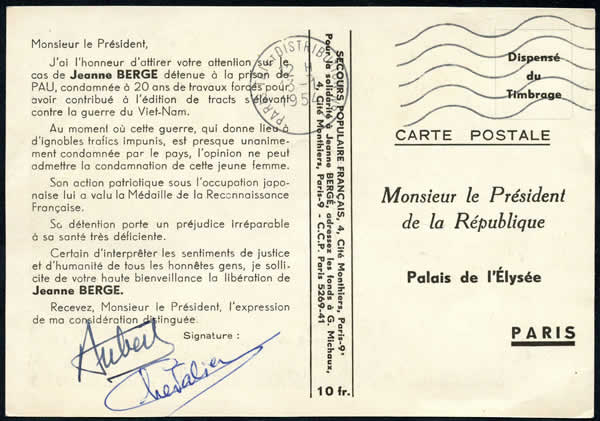 Monsieur le Président,
J'ai l'honneur d'attirer votre attention sur le
cas de Jeanne BERGE détenue à la prison de
PAU, condamnée à 20 ans de travaux forcés pour
avoir contribué à l'édition de tracts s'élevant
contre la guerre du Viet-Nam.
Au moment où cette guerre, qui donne lieu à
d'ignobles trafics impunis, est presque unanime-
ment condamnée par le pays, l'opinion ne peut
admettre la condamnation de cette jeune femme.
Son action patriotique sous l'occupation japo-
naise lui a valu la Médaille de la Reconnaissance
Française.
Sa détention porte un préjudice irréparable
à sa santé très déficiente.
Certain d'interpréter les sentiments de justice
et d'humanité de tous les honnêtes gens, je solli-
cite de votre haute bienveillance la libération de
Jeanne BERGE.
Recevez, Monsieur le Président, l'expression
de ma considération distinguée.
Signature :
Aubert
Chevalier
SECOURS POPULAIRE FRANÇAIS, 4, Cité Monthiers, Paris-9ᵉ
Pour la solidarité à Jeanne BERGÉ, adressez les fonds à G. Michaux,
4, Cité Monthiers, Paris-9 - C.C.P. Paris 5269-41
10 fr.
PARIS DISTRIBUTION
12 H
13
1954
Dispensé
du
Timbrage
CARTE POSTALE
Monsieur le Président
de la République
Palais de l'Élysée
PARIS